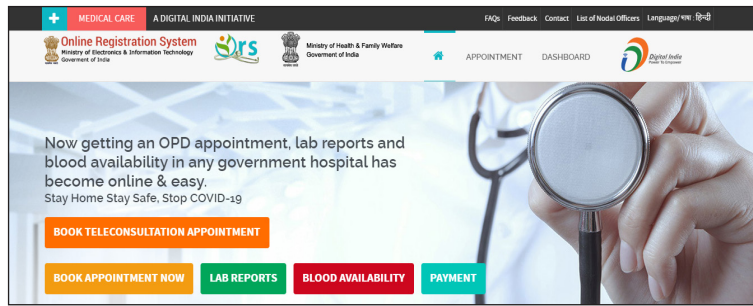 MEDICAL CARE
A DIGITAL INDIA INITIATIVE
FAQs Feedback Contact List of Nodal Officers Language/भाषा : हिन्दी
Online Registration System
Ministry of Electronics & Information Technology
Goverment of India
Ors
Ministry of Health & Family Welfare
Goverment of India
APPOINTMENT DASHBOARD
Digital India
Power To Empower
Now getting an OPD appointment, lab reports and
blood availability in any government hospital has
become online & easy.
Stay Home Stay Safe, Stop COVID-19
BOOK TELECONSULTATION APPOINTMENT
BOOK APPOINTMENT NOW LAB REPORTS BLOOD AVAILABILITY PAYMENT